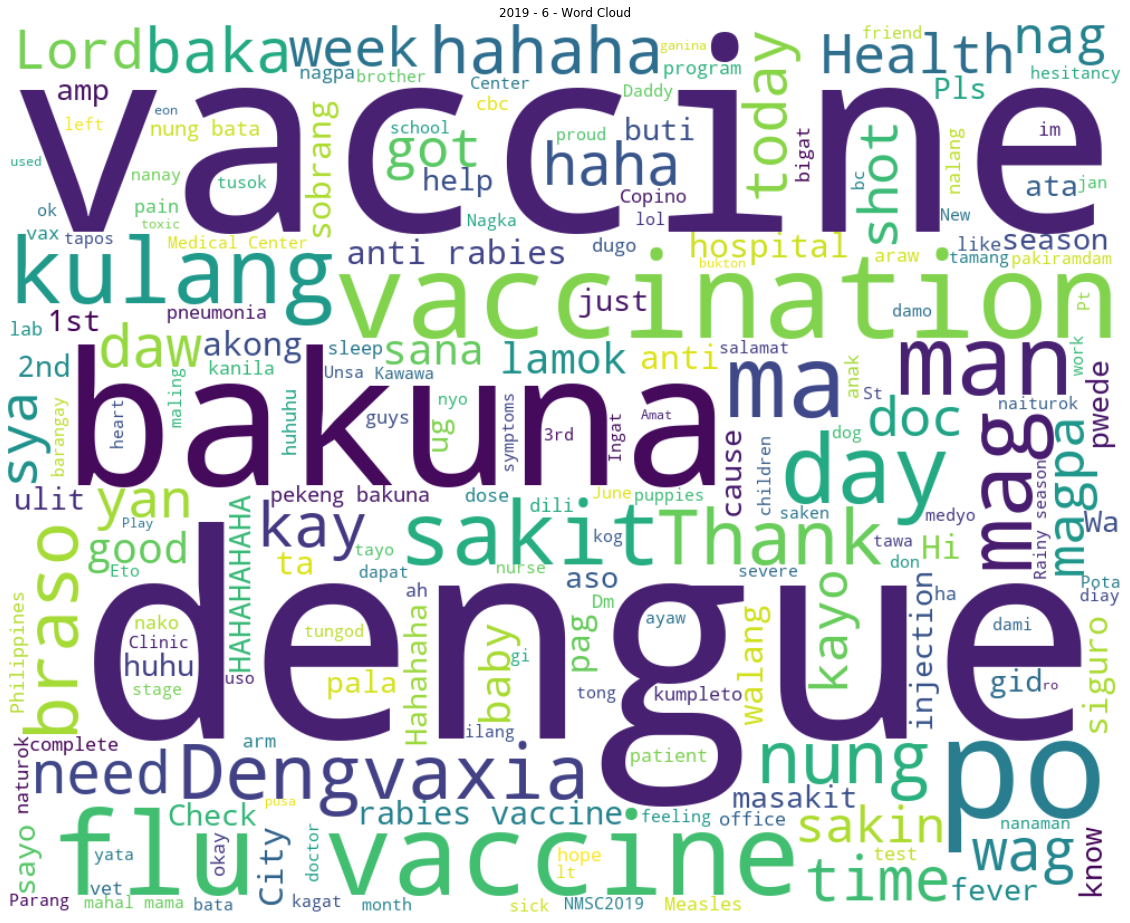 2019 - 6 - Word Cloud
Lord
baka
week
hahaha
ganina
friend
Health
nag
nagpa
brother
Center
program
hesitancy
amp
eon
cbc
Daddy
today
Pls
vaccine
left
nung bata
sobrang
school
got
proud
buti
haha
bigat
shot
im
used
nanay
tusok
help
Copino
bc
nalang
ata
jan
ok
pain
toxic
Nagka
lol
New
vax
tapos
Medical Center
anti rabies
dugo
hospital
araw
like
season
tamang
pakiramdam
kulang
vaccination
bukton
just
Pt
lab
1st
pneumonia
damo
daw
akong
sleep
sana
lamok
anti
salamat
man
work
2nd
kanila
Unsa Kawawa
ma
anak
St
sya
barangay
heart
maling
bakuna
huhuhu
guys
nyo
ug
symptoms
3rd
Ingat
Amat
cause
children
dog
doc
naiturok
pwede
day
mag
magpa
Rainy season
ulit
yan
pekeng bakuna
dose
dili
June
puppies
saken
medyo
Wa
Play
good
kay
sakit
Thank
kog
tawa
Hi
braso
Eto
HAHAHAHAHA
ta
tayo
dapat
nurse
aso
severe
don
Pota
diay
dengue
Philippines
nako
Clinic
tungod
ah
Dm
ayaw
kayo
ha
dami
huhu
stage
uso
pala
Hahahaha
baby
gi
pag
tong
kumpleto
walang
injection
gid
ro
siguro
complete
arm
ilang
patient
naturok
need
Dengvaxia
nung
po
Check
pusa
rabies vaccine
feeling
masakit
office
sakin
nanaman
sayo
flu vaccine
yata
City
okay
doctor
hope
lt
time
test
wag
know
Parang
vet
mahal mama
bata
kagat
month
sick
NMSC2019
Measles
fever